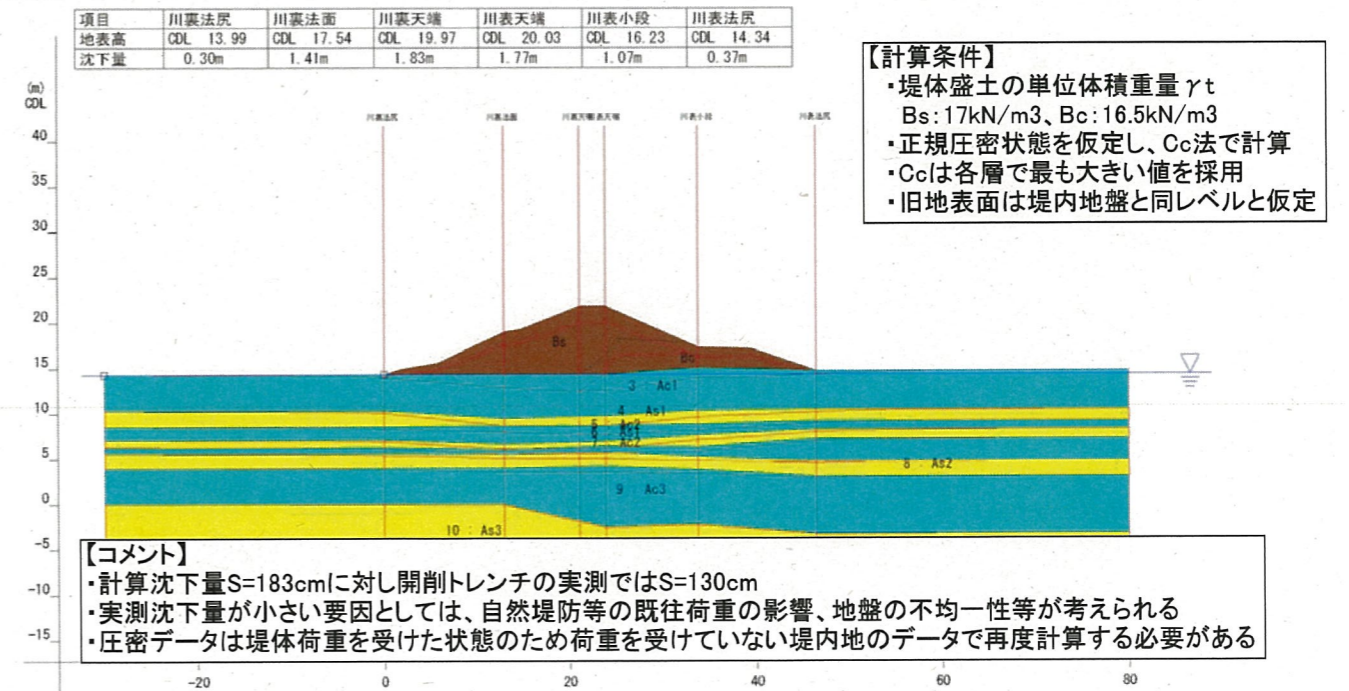 項目 川裏法尻 川裏法面 川裏天端 川表天端 川表小段 川表法尻
地表高 CDL 13.99 CDL 17.54 CDL 19.97 CDL 20.03 CDL 16.23 CDL 14.34
沈下量 0.30m 1.41m 1.83m 1.77m 1.07m 0.37m
【計算条件】
・堤体盛土の単位体積重量γt
Bs:17kN/m3、Bc:16.5kN/m3
・正規圧密状態を仮定し、Cc法で計算
・Ccは各層で最も大きい値を採用
・旧地表面は堤内地盤と同レベルと仮定
(m)
CDL
川裏法尻 川裏法面 川裏天端 川表天端 川表小段 川表法尻
40
35
30
25
20
15
10
5
0
-5
-10
-15
Bs
Bc
3 : Ac1
4 : As1
5 : Ac2
6 : As1
7 : Ac2
8 : As2
9 : Ac3
10 : As3
【コメント】
・計算沈下量S=183cmに対し開削トレンチの実測ではS=130cm
・実測沈下量が小さい要因としては、自然堤防等の既往荷重の影響、地盤の不均一性等が考えられる
・圧密データは堤体荷重を受けた状態のため荷重を受けていない堤内地のデータで再度計算する必要がある
-20 0 20 40 60 80